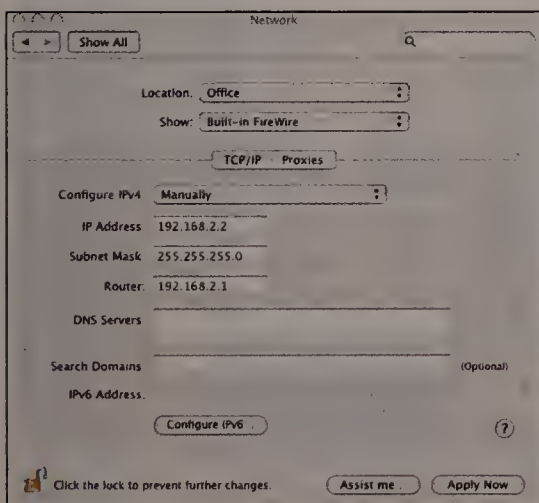 Network
Show All
Location. Office
Show: Built-in FireWire
TCP/IP Proxies
Configure IPv4 Manually
IP Address 192.168.2.2
Subnet Mask 255.255.255.0
Router: 192.168.2.1
DNS Servers
Search Domains (Optional)
IPv6 Address.
Configure IPv6 .
?
Click the lock to prevent further changes. Assist me . Apply Now